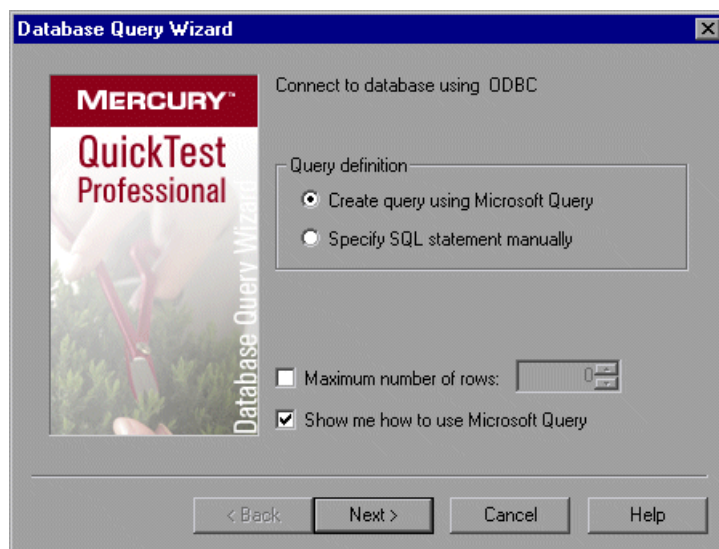 Database Query Wizard
MERCURY™
QuickTest
Professional
Database Query Wizard
Connect to database using ODBC
Query definition
Create query using Microsoft Query
Specify SQL statement manually
Maximum number of rows: 0
Show me how to use Microsoft Query
< Back Next > Cancel Help